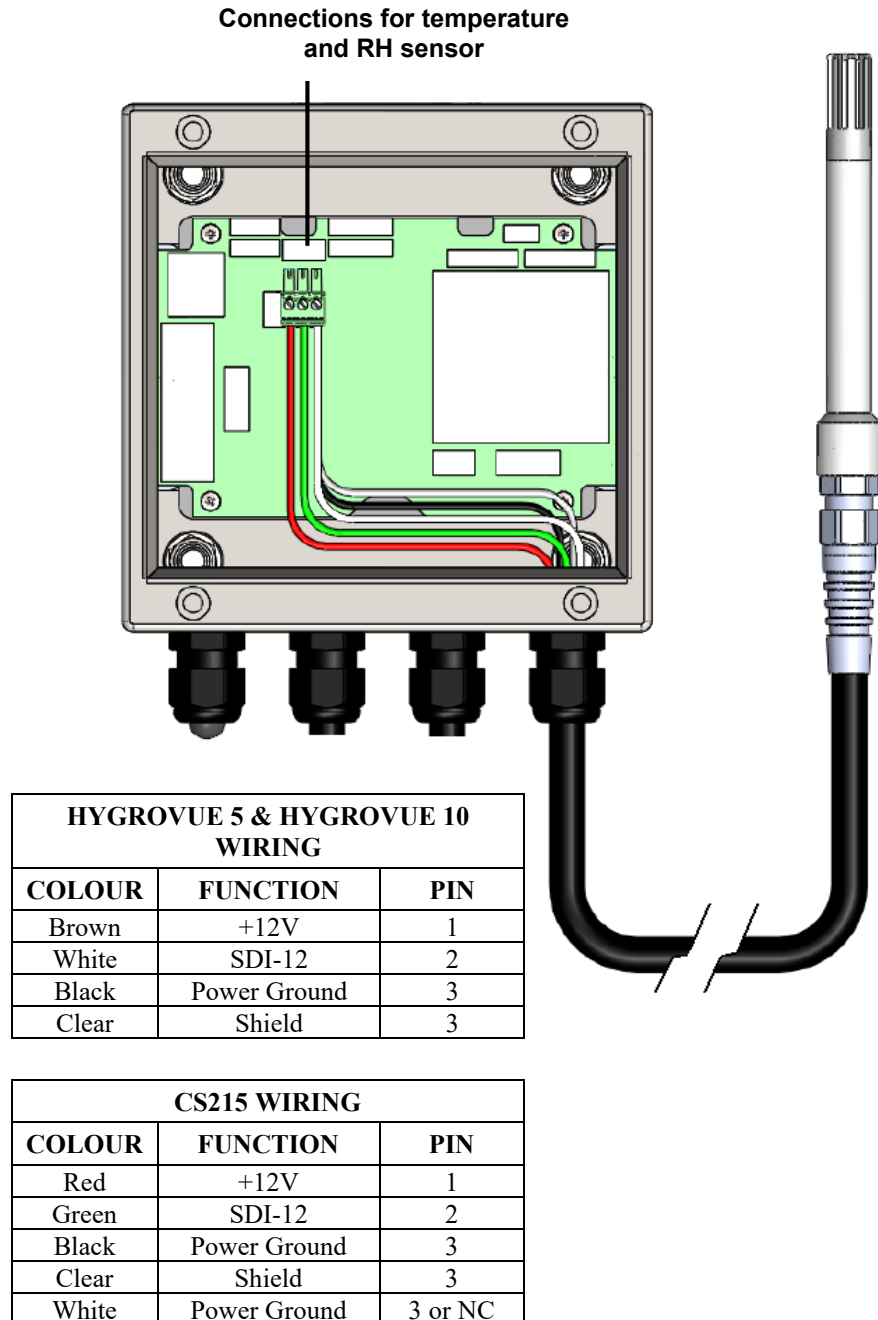 Connections for temperature
and RH sensor
HYGROVUE 5 & HYGROVUE 10
WIRING
COLOUR FUNCTION PIN
Brown +12V 1
White SDI-12 2
Black Power Ground 3
Clear Shield 3
CS215 WIRING
COLOUR FUNCTION PIN
Red +12V 1
Green SDI-12 2
Black Power Ground 3
Clear Shield 3
White Power Ground 3 or NC